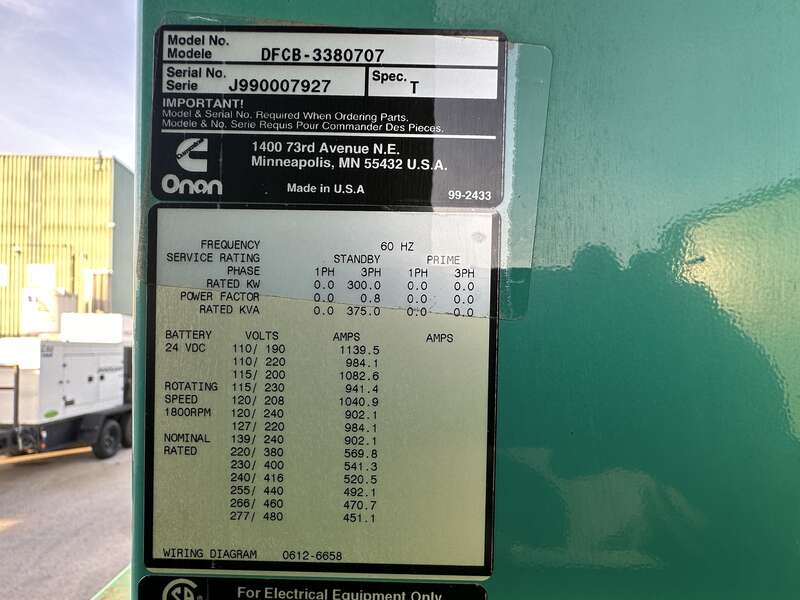 Model No.
Modele
DFCB-3380707
Serial No.
Serie J990007927
Spec. T
IMPORTANT!
Model & Serial No. Required When Ordering Parts.
Modele & No. Serie Requis Pour Commander Des Pieces.
1400 73rd Avenue N.E.
Minneapolis, MN 55432 U.S.A.
Onan
Made in U.S.A
99-2433
FREQUENCY 60 HZ
SERVICE RATING STANDBY PRIME
PHASE 1PH 3PH 1PH 3PH
RATED KW 0.0 300.0 0.0 0.0
POWER FACTOR 0.0 0.8 0.0 0.0
RATED KVA 0.0 375.0 0.0 0.0
BATTERY VOLTS AMPS AMPS
24 VDC 110/ 190 1139.5
110/ 220 984.1
115/ 200 1082.6
ROTATING 115/ 230 941.4
SPEED 120/ 208 1040.9
1800RPM 120/ 240 902.1
127/ 220 984.1
NOMINAL 139/ 240 902.1
RATED 220/ 380 569.8
230/ 400 541.3
240/ 416 520.5
255/ 440 492.1
266/ 460 470.7
277/ 480 451.1
WIRING DIAGRAM 0612-6658
For Electrical Equipment Only